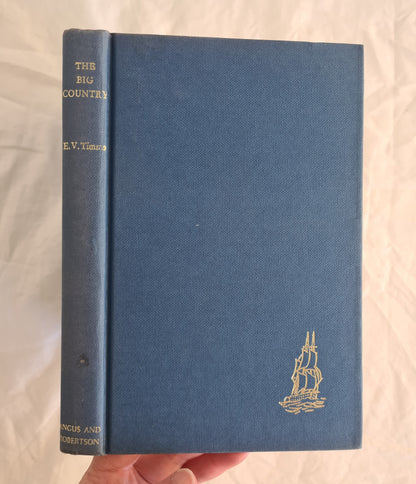 THE
BIG
COUNTRY
E.V. Timms
ANGUS AND
ROBERTSON